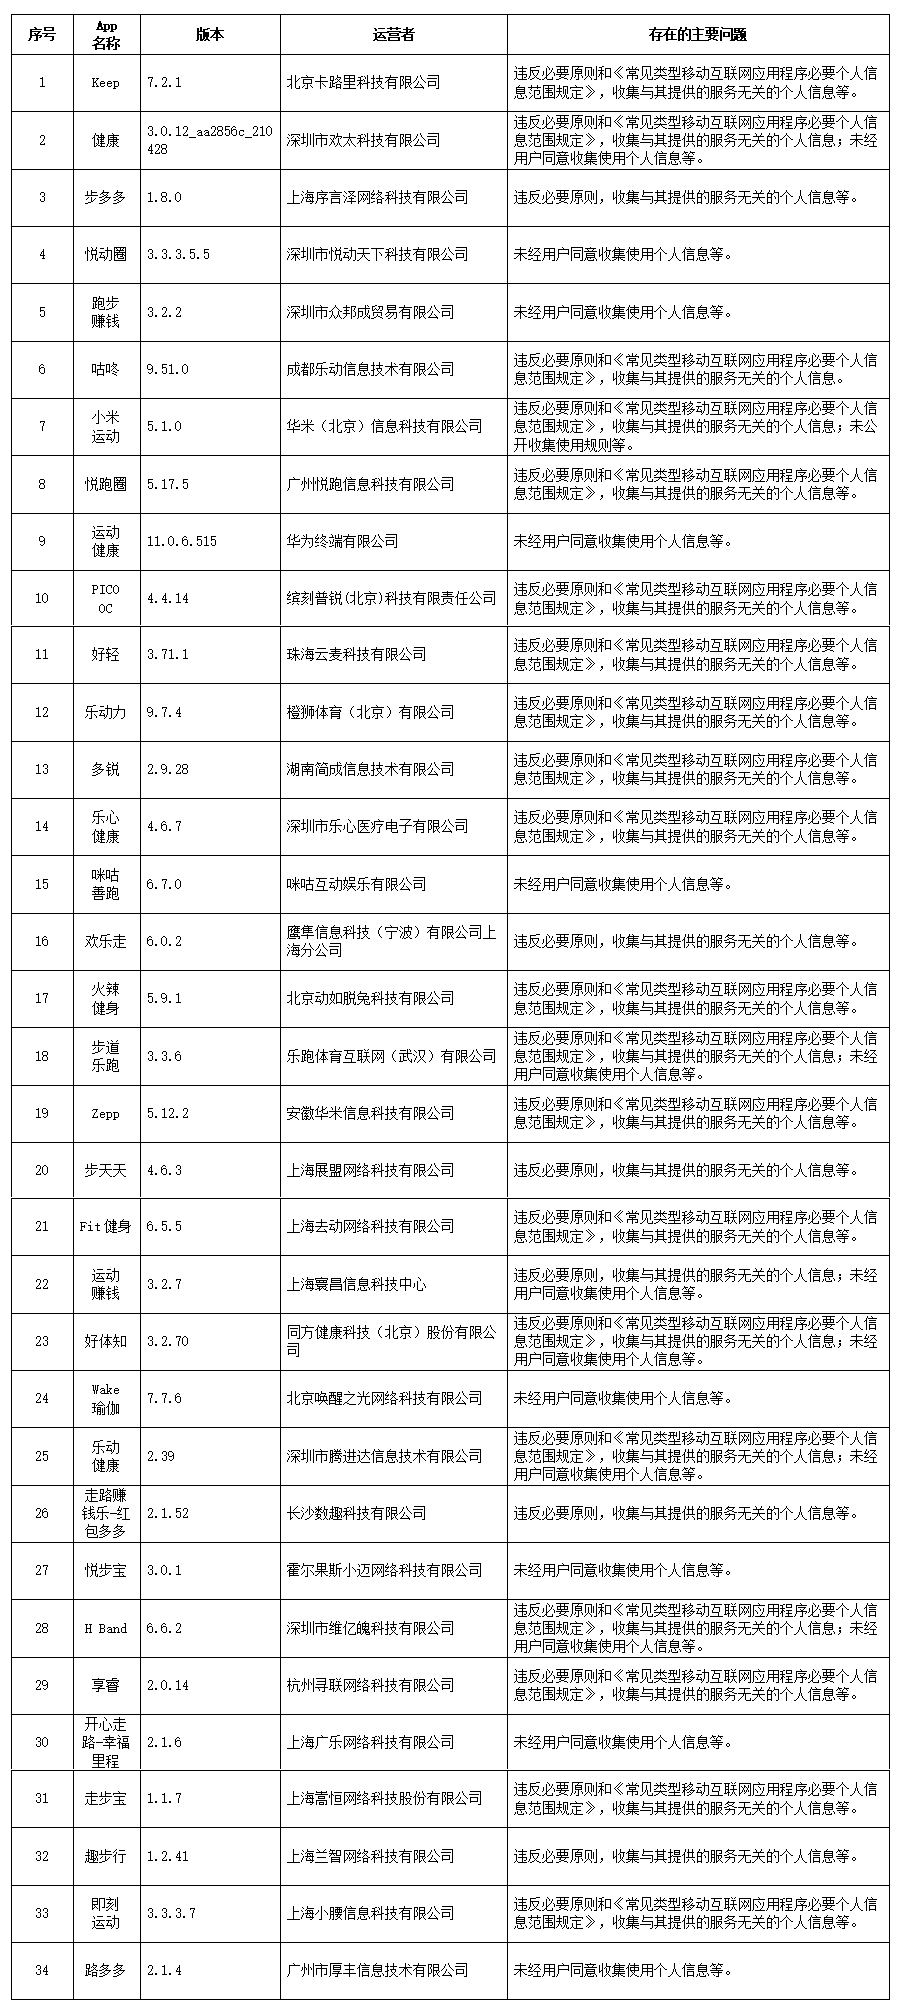 序号 App 名称 版本 运营者 存在的主要问题
1 Keep 7.2.1 北京卡路里科技有限公司 违反必要原则和《常见类型移动互联网应用程序必要个人信
息范围规定》，收集与其提供的服务无关的个人信息等。
2 健康 3.0.12_aa2856c_210
428 深圳市欢太科技有限公司 违反必要原则和《常见类型移动互联网应用程序必要个人信
息范围规定》，收集与其提供的服务无关的个人信息；未经
用户同意收集使用个人信息等。
3 步多多 1.8.0 上海序言泽网络科技有限公司 违反必要原则，收集与其提供的服务无关的个人信息等。
4 悦动圈 3.3.3.5.5 深圳市悦动天下科技有限公司 未经用户同意收集使用个人信息等。
5 跑步
赚钱 3.2.2 深圳市众邦成贸易有限公司 未经用户同意收集使用个人信息等。
6 咕咚 9.51.0 成都乐动信息技术有限公司 违反必要原则和《常见类型移动互联网应用程序必要个人信
息范围规定》，收集与其提供的服务无关的个人信息。
7 小米
运动 5.1.0 华米（北京）信息科技有限公司 违反必要原则和《常见类型移动互联网应用程序必要个人信
息范围规定》，收集与其提供的服务无关的个人信息；未公
开收集使用规则等。
8 悦跑圈 5.17.5 广州悦跑信息科技有限公司 违反必要原则和《常见类型移动互联网应用程序必要个人信
息范围规定》，收集与其提供的服务无关的个人信息等。
9 运动
健康 11.0.6.515 华为终端有限公司 未经用户同意收集使用个人信息等。
10 PICO
OC 4.4.14 缤刻普锐(北京)科技有限责任公司 违反必要原则和《常见类型移动互联网应用程序必要个人信
息范围规定》，收集与其提供的服务无关的个人信息等。
11 好轻 3.71.1 珠海云麦科技有限公司 违反必要原则和《常见类型移动互联网应用程序必要个人信
息范围规定》，收集与其提供的服务无关的个人信息等。
12 乐动力 9.7.4 橙狮体育（北京）有限公司 违反必要原则和《常见类型移动互联网应用程序必要个人信
息范围规定》，收集与其提供的服务无关的个人信息等。
13 多锐 2.9.28 湖南简成信息技术有限公司 违反必要原则和《常见类型移动互联网应用程序必要个人信
息范围规定》，收集与其提供的服务无关的个人信息等。
14 乐心
健康 4.6.7 深圳市乐心医疗电子有限公司 违反必要原则和《常见类型移动互联网应用程序必要个人信
息范围规定》，收集与其提供的服务无关的个人信息等。
15 咪咕
善跑 6.7.0 咪咕互动娱乐有限公司 未经用户同意收集使用个人信息等。
16 欢乐走 6.0.2 鹰隼信息科技（宁波）有限公司上
海分公司 违反必要原则，收集与其提供的服务无关的个人信息等。
17 火辣
健身 5.9.1 北京动如脱兔科技有限公司 违反必要原则和《常见类型移动互联网应用程序必要个人信
息范围规定》，收集与其提供的服务无关的个人信息等。
18 步道
乐跑 3.3.6 乐跑体育互联网（武汉）有限公司 违反必要原则和《常见类型移动互联网应用程序必要个人信
息范围规定》，收集与其提供的服务无关的个人信息；未经
用户同意收集使用个人信息等。
19 Zepp 5.12.2 安徽华米信息科技有限公司 违反必要原则和《常见类型移动互联网应用程序必要个人信
息范围规定》，收集与其提供的服务无关的个人信息等。
20 步天天 4.6.3 上海展盟网络科技有限公司 违反必要原则，收集与其提供的服务无关的个人信息等。
21 Fit健身 6.5.5 上海去动网络科技有限公司 违反必要原则和《常见类型移动互联网应用程序必要个人信
息范围规定》，收集与其提供的服务无关的个人信息等。
22 运动
赚钱 3.2.7 上海寰昌信息科技中心 违反必要原则，收集与其提供的服务无关的个人信息；未经
用户同意收集使用个人信息等。
23 好体知 3.2.70 同方健康科技（北京）股份有限公
司 违反必要原则和《常见类型移动互联网应用程序必要个人信
息范围规定》，收集与其提供的服务无关的个人信息；未经
用户同意收集使用个人信息等。
24 Wake
瑜伽 7.7.6 北京唤醒之光网络科技有限公司 未经用户同意收集使用个人信息等。
25 乐动
健康 2.39 深圳市腾进达信息技术有限公司 违反必要原则和《常见类型移动互联网应用程序必要个人信
息范围规定》，收集与其提供的服务无关的个人信息；未经
用户同意收集使用个人信息等。
26 走路赚
钱乐-红
包多多 2.1.52 长沙数趣科技有限公司 违反必要原则，收集与其提供的服务无关的个人信息等。
27 悦步宝 3.0.1 霍尔果斯小迈网络科技有限公司 未经用户同意收集使用个人信息等。
28 H Band 6.6.2 深圳市维亿魄科技有限公司 违反必要原则和《常见类型移动互联网应用程序必要个人信
息范围规定》，收集与其提供的服务无关的个人信息；未经
用户同意收集使用个人信息等。
29 享睿 2.0.14 杭州寻联网络科技有限公司 违反必要原则和《常见类型移动互联网应用程序必要个人信
息范围规定》，收集与其提供的服务无关的个人信息等。
30 开心走
路-幸福
里程 2.1.6 上海广乐网络科技有限公司 未经用户同意收集使用个人信息等。
31 走步宝 1.1.7 上海嵩恒网络科技股份有限公司 违反必要原则和《常见类型移动互联网应用程序必要个人信
息范围规定》，收集与其提供的服务无关的个人信息等。
32 趣步行 1.2.41 上海兰智网络科技有限公司 违反必要原则，收集与其提供的服务无关的个人信息等。
33 即刻
运动 3.3.3.7 上海小腰信息科技有限公司 违反必要原则和《常见类型移动互联网应用程序必要个人信
息范围规定》，收集与其提供的服务无关的个人信息等。
34 路多多 2.1.4 广州市厚丰信息技术有限公司 未经用户同意收集使用个人信息等。